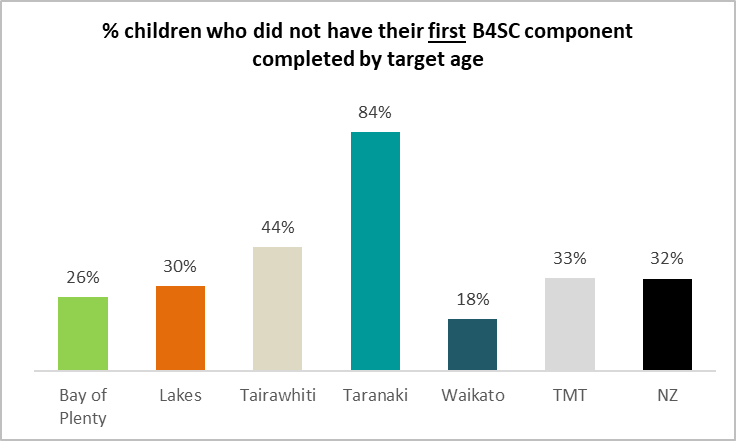 % children who did not have their first B4SC component
completed by target age
84%
44%
33%
32%
30%
26%
18%
Bay of
Plenty
Lakes
Tairawhiti
Taranaki
Waikato
TMT
NZ